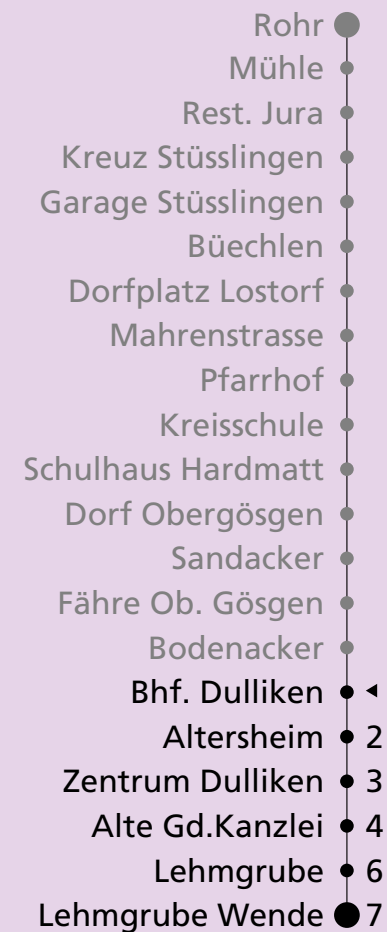 Rohr
Mühle
Rest. Jura
Kreuz Stüsslingen
Garage Stüsslingen
Büechlen
Dorfplatz Lostorf
Mahrenstrasse
Pfarrhof
Kreisschule
Schulhaus Hardmatt
Dorf Obergösgen
Sandacker
Fähre Ob. Gösgen
Bodenacker
Bhf. Dulliken
Altersheim 2
Zentrum Dulliken 3
Alte Gd.Kanzlei 4
Lehmgrube 6
Lehmgrube Wende 7